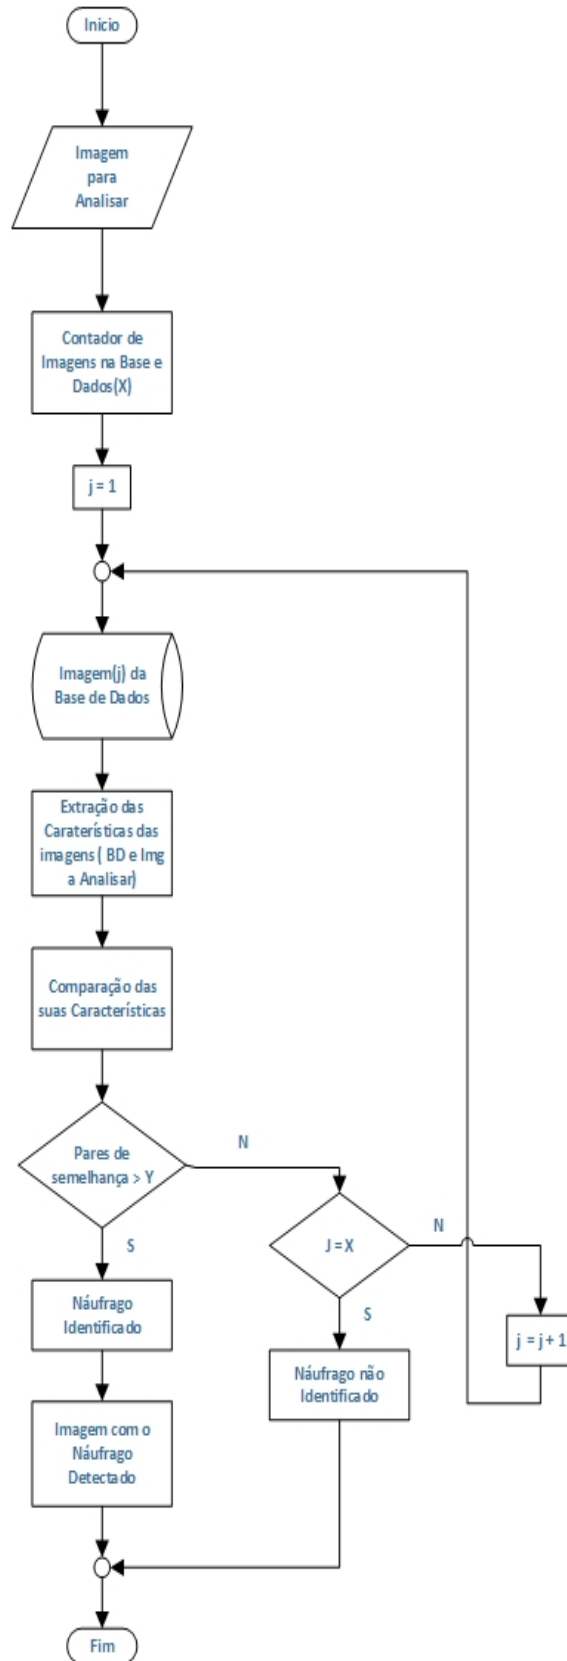 Inicio
Imagem
para
Analisar
Contador de
Imagens na Base e
Dados(X)
j = 1
Imagem(j) da
Base de Dados
Extração das
Caraterísticas das
imagens ( BD e Img
a Analisar)
Comparação das
suas Características
Pares de
semelhança > Y
N
S
J = X
N
S
j = j + 1
Náufrago
Identificado
Náufrago não
Identificado
Imagem com o
Náufrago
Detectado
Fim